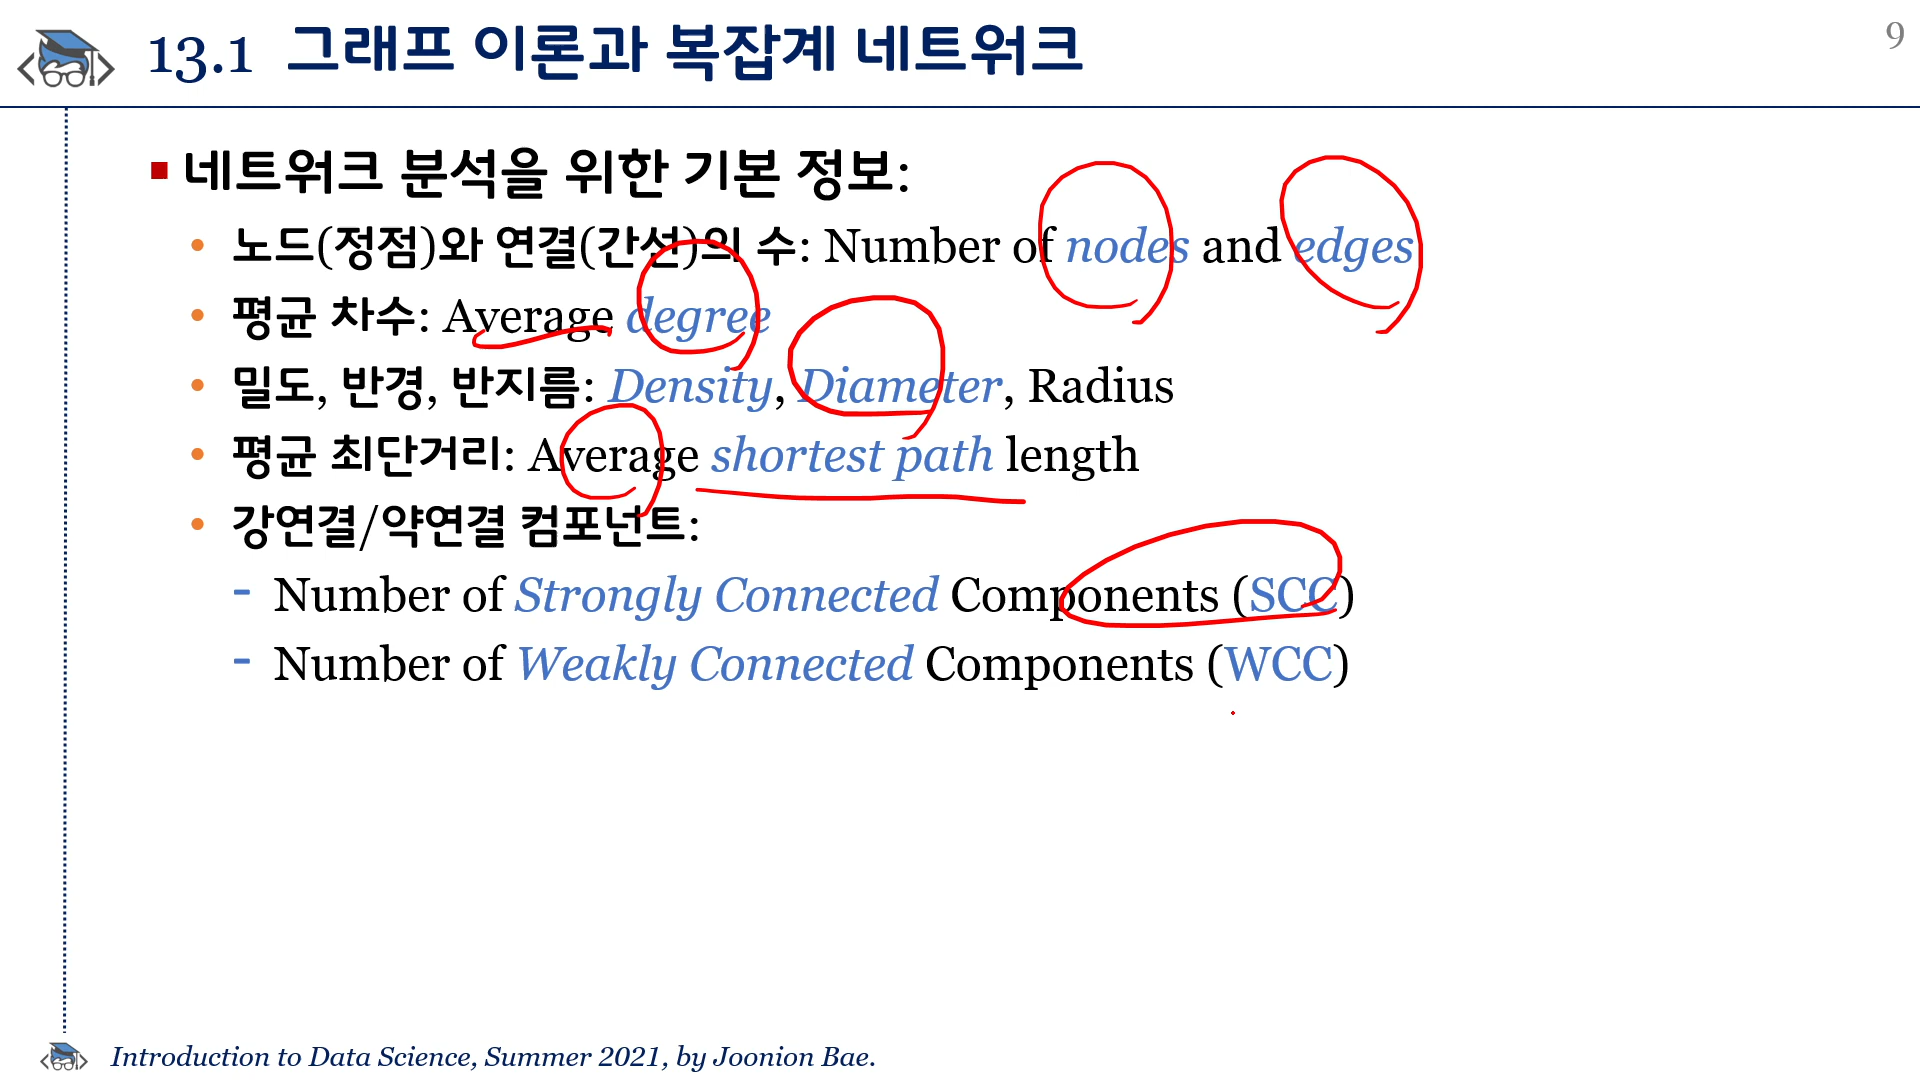 13.1 그래프 이론과 복잡계 네트워크
9
네트워크 분석을 위한 기본 정보:
노드(정점)와 연결(간선)의 수: Number of nodes and edges
평균 차수: Average degree
밀도, 반경, 반지름: Density, Diameter, Radius
평균 최단거리: Average shortest path length
강연결/약연결 컴포넌트:
- Number of Strongly Connected Components (SCC)
- Number of Weakly Connected Components (WCC)
Introduction to Data Science, Summer 2021, by Joonion Bae.